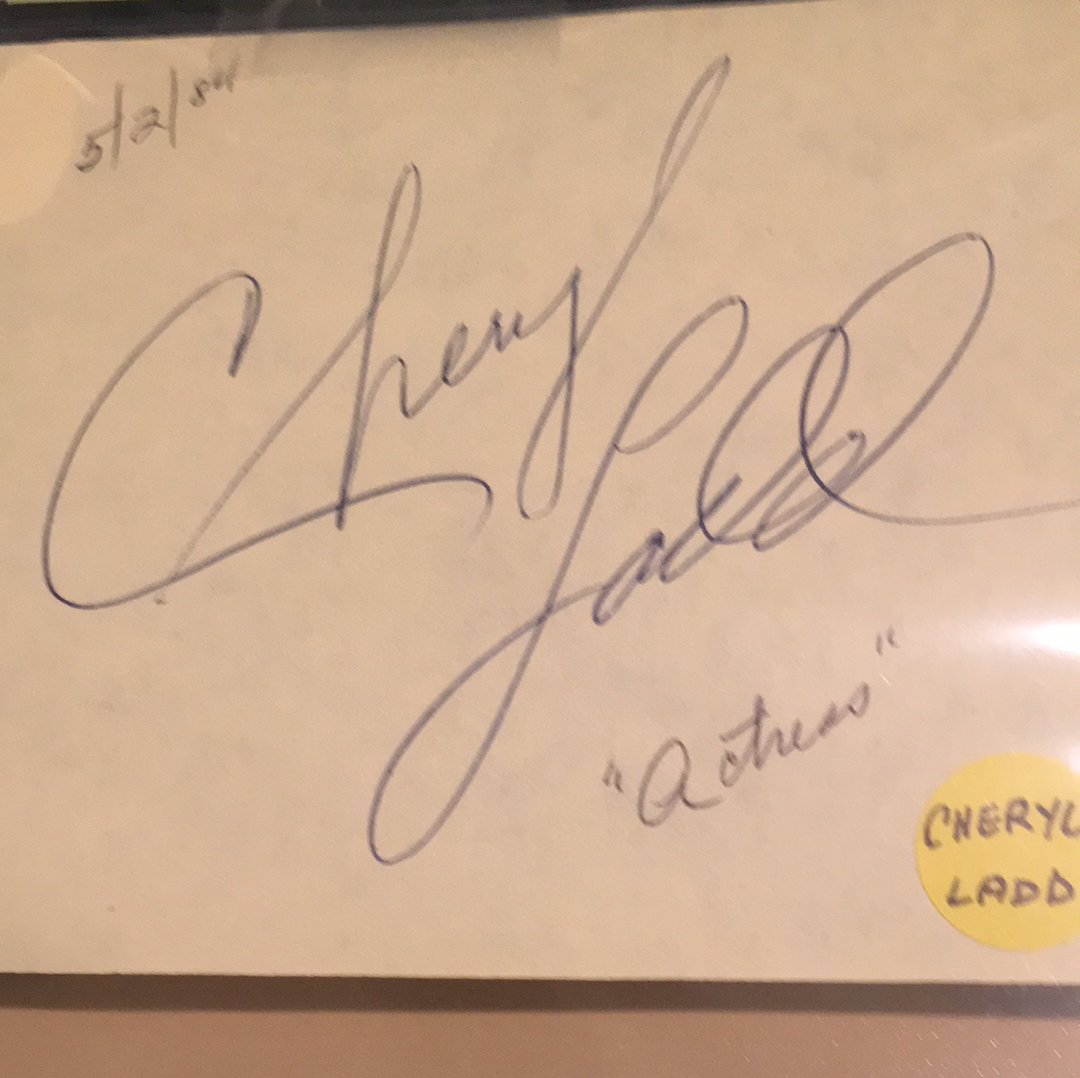 5/2/84
Cheryl
Ladd
"Actress"
CHERYL
LADD